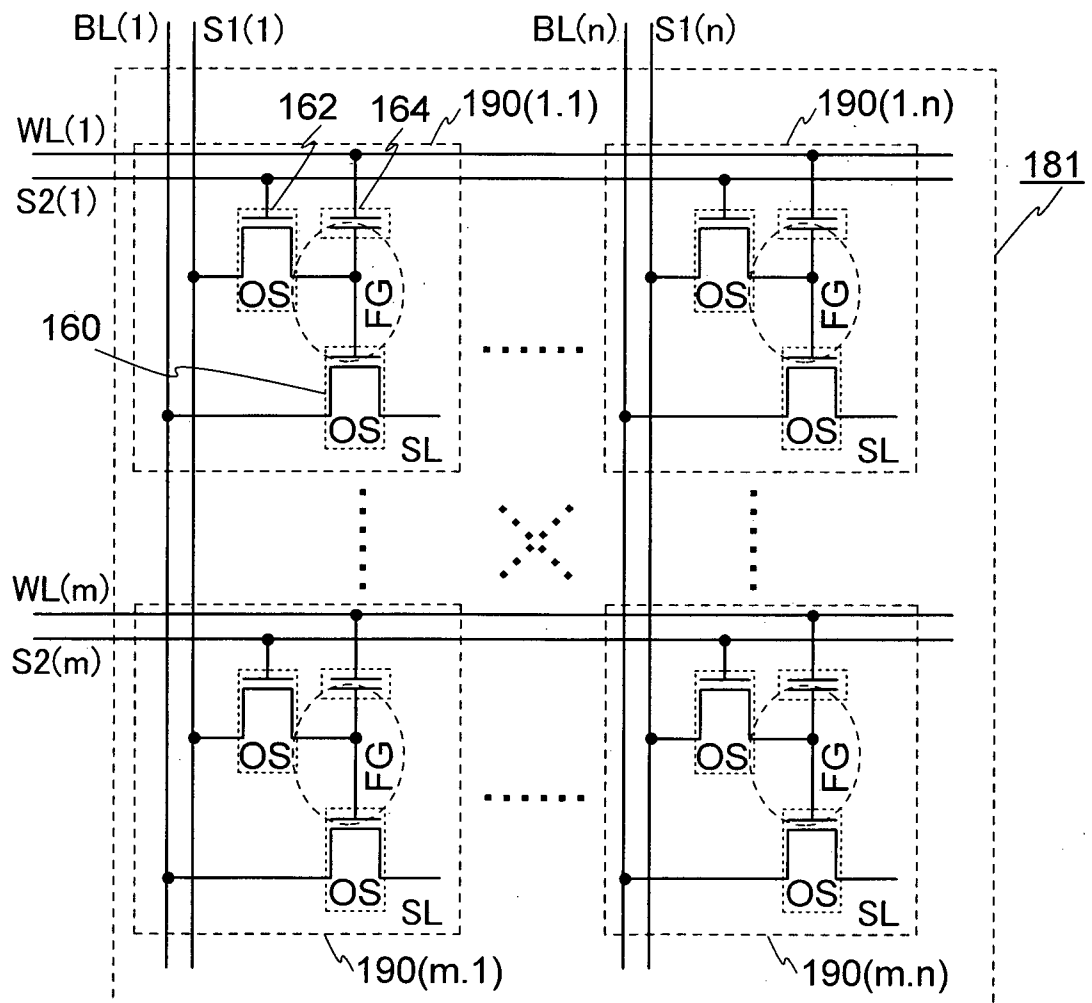 BL(1) S1(1) BL(n) S1(n)
162 164 190(1.1) 190(1.n)
WL(1)
S2(1)
181
OS FG OS FG
160
OS SL OS SL
WL(m)
S2(m)
OS FG OS FG
OS SL OS SL
190(m.1) 190(m.n)